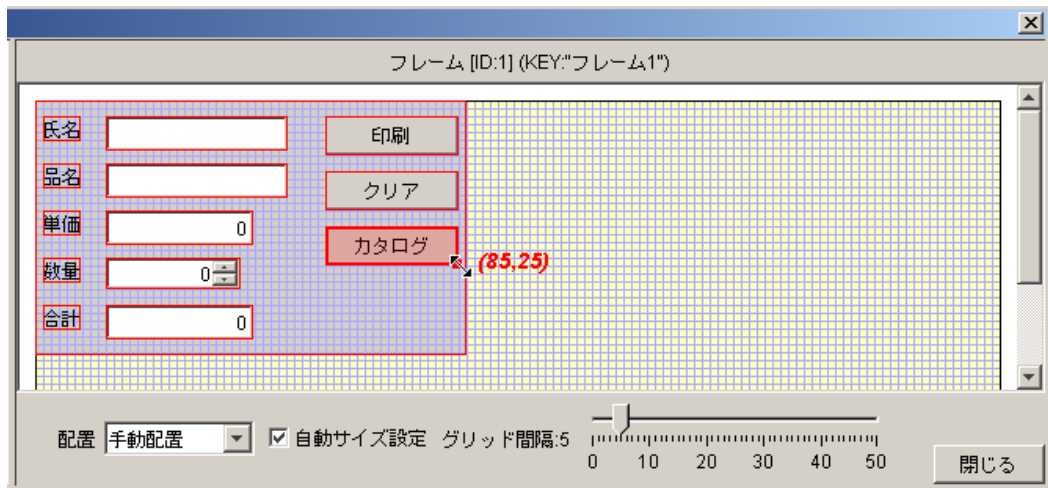 フレーム [ID:1] (KEY:"フレーム1")
氏名
印刷
品名
クリア
単価 0
カタログ
(85,25)
数量 0
合計 0
配置 手動配置 自動サイズ設定 グリッド間隔:5
0 10 20 30 40 50
閉じる